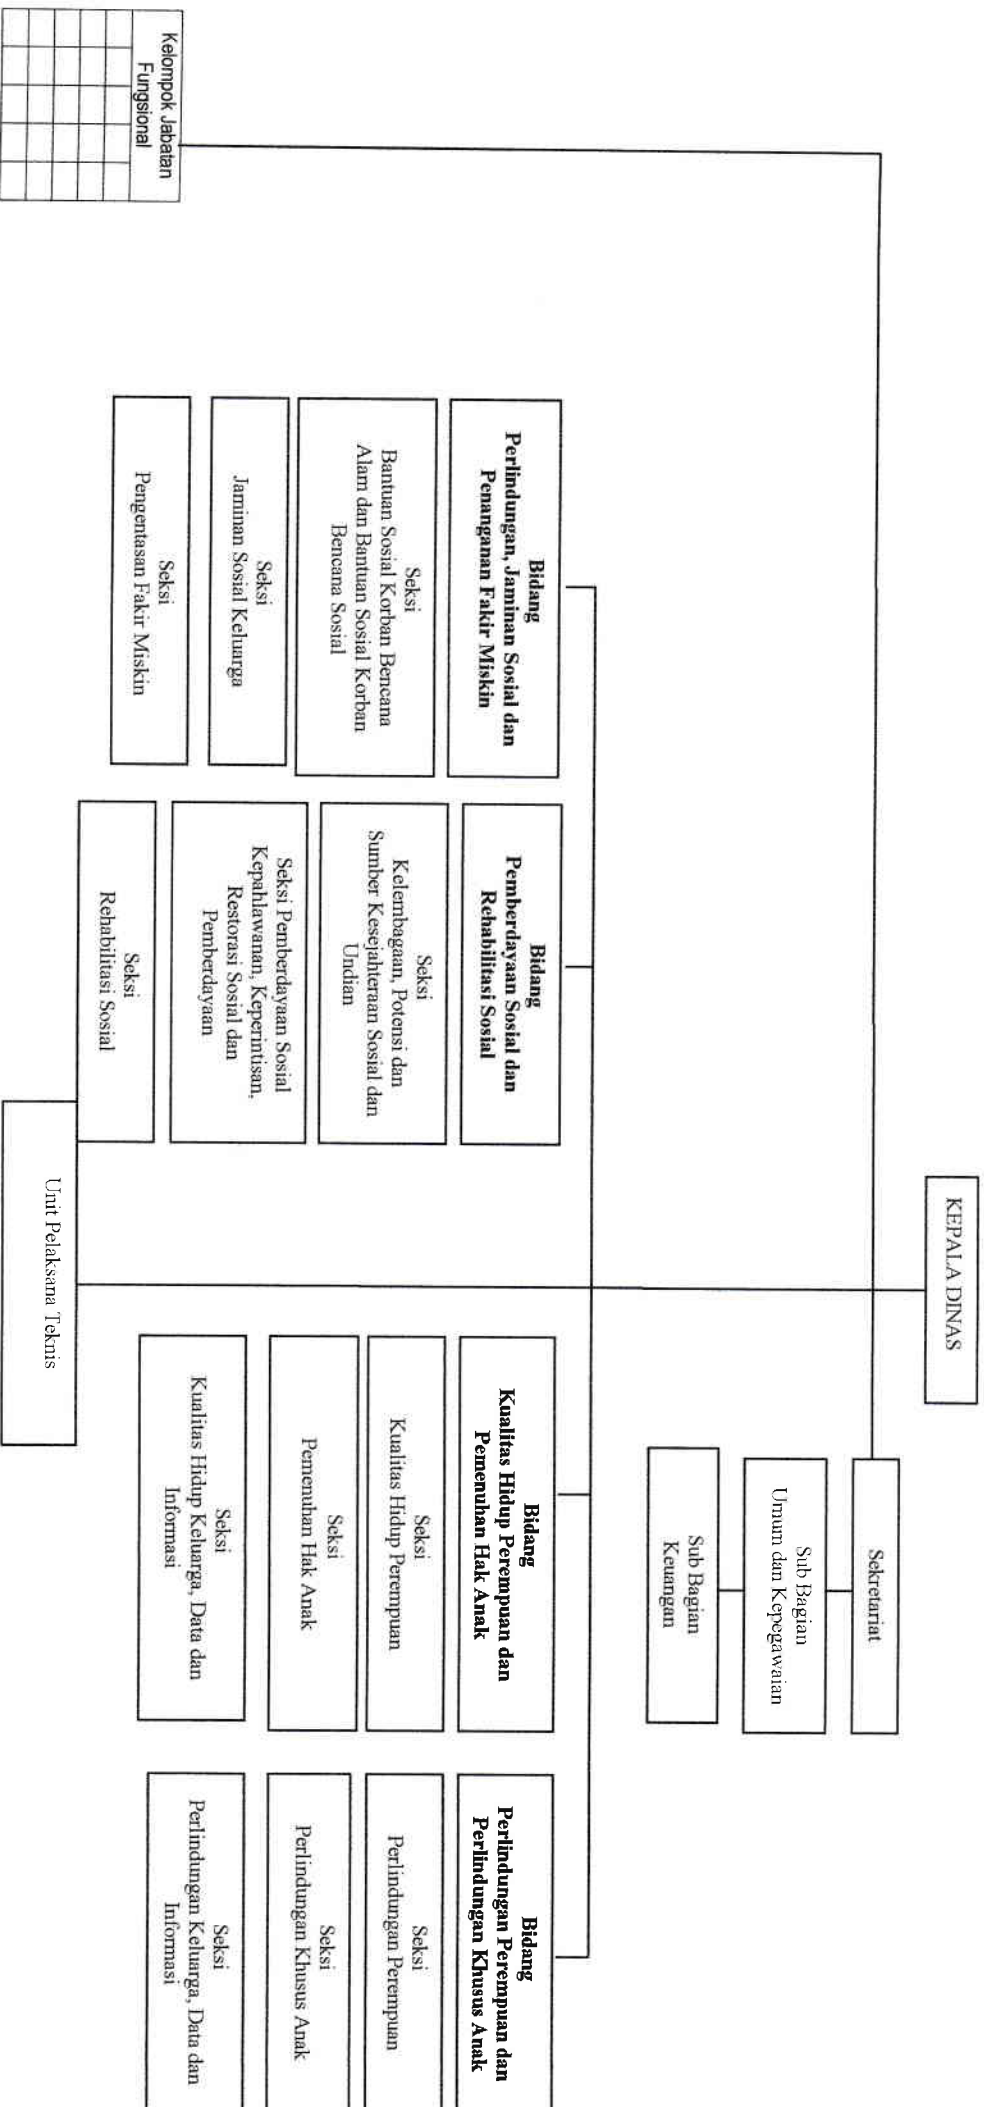 KEPALA DINAS
Sekretariat
Sub Bagian
Umum dan Kepegawaian
Sub Bagian
Keuangan
Kelompok Jabatan
Fungsional
Bidang
Perlindungan, Jaminan Sosial dan
Penanganan Fakir Miskin
Seksi
Bantuan Sosial Korban Bencana
Alam dan Bantuan Sosial Korban
Bencana Sosial
Seksi
Jaminan Sosial Keluarga
Seksi
Pengentasan Fakir Miskin
Bidang
Pemberdayaan Sosial dan
Rehabilitasi Sosial
Seksi
Kelembagaan, Potensi dan
Sumber Kesejahteraan Sosial dan
Undian
Seksi Pemberdayaan Sosial
Kepahlawanan, Keperintisan,
Restorasi Sosial dan
Pemberdayaan
Seksi
Rehabilitasi Sosial
Bidang
Kualitas Hidup Perempuan dan
Pemenuhan Hak Anak
Seksi
Kualitas Hidup Perempuan
Seksi
Pemenuhan Hak Anak
Seksi
Kualitas Hidup Keluarga, Data dan
Informasi
Bidang
Perlindungan Perempuan dan
Perlindungan Khusus Anak
Seksi
Perlindungan Perempuan
Seksi
Perlindungan Khusus Anak
Seksi
Perlindungan Keluarga, Data dan
Informasi
Unit Pelaksana Teknis